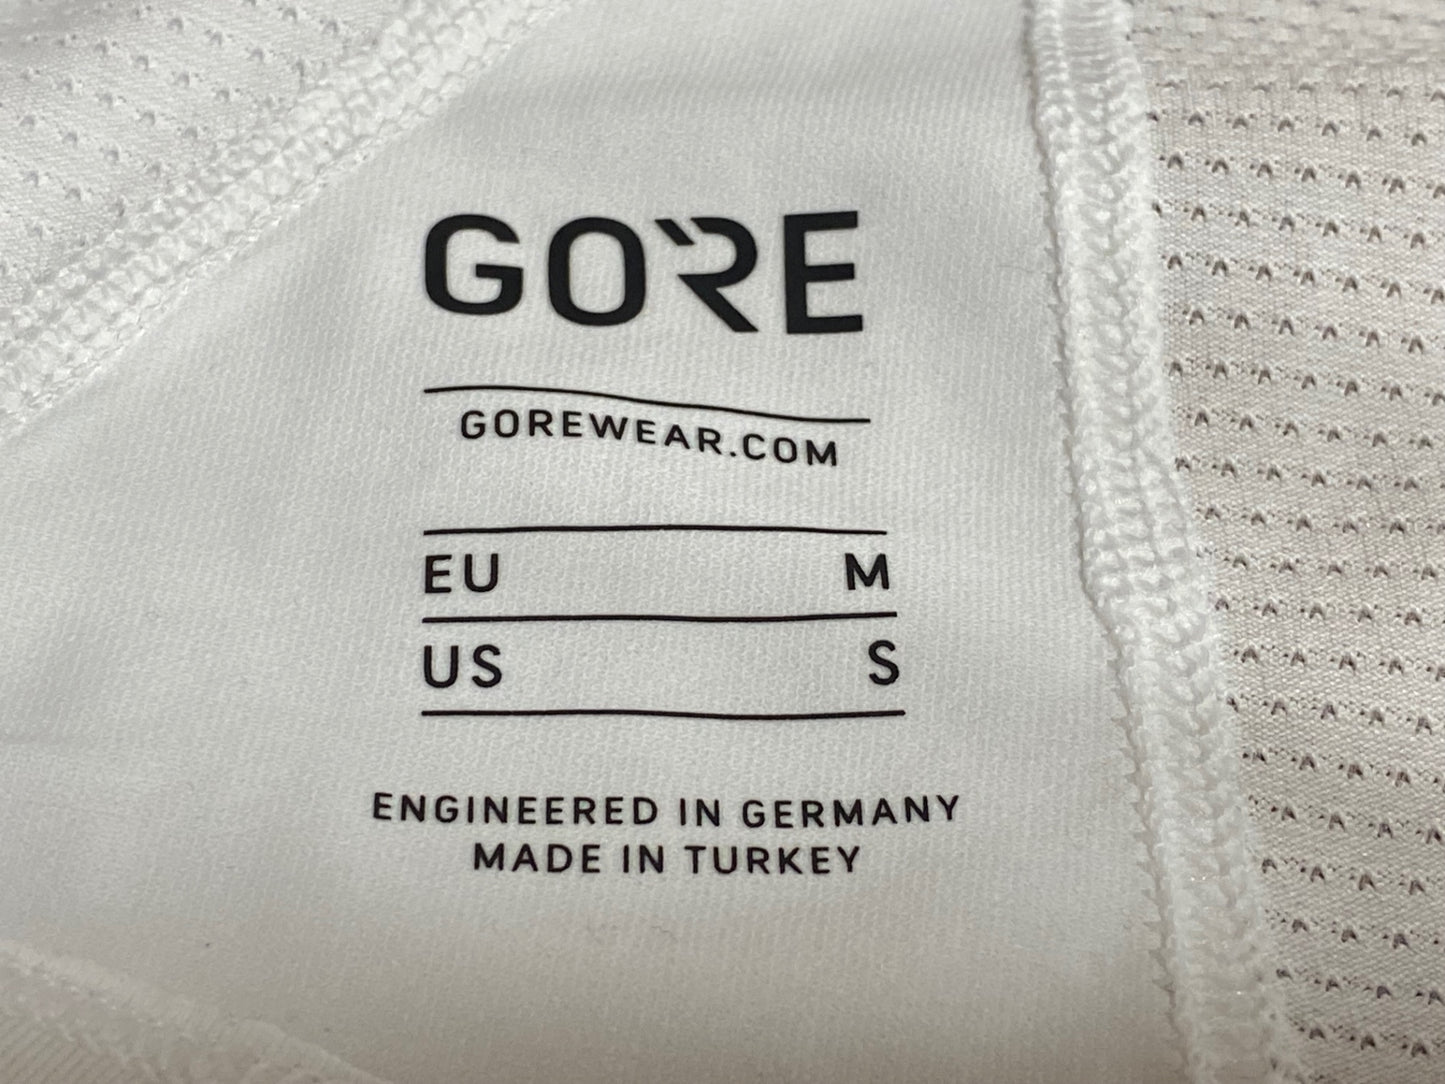 GORE
GOREWEAR.COM
EU M
US S
ENGINEERED IN GERMANY
MADE IN TURKEY